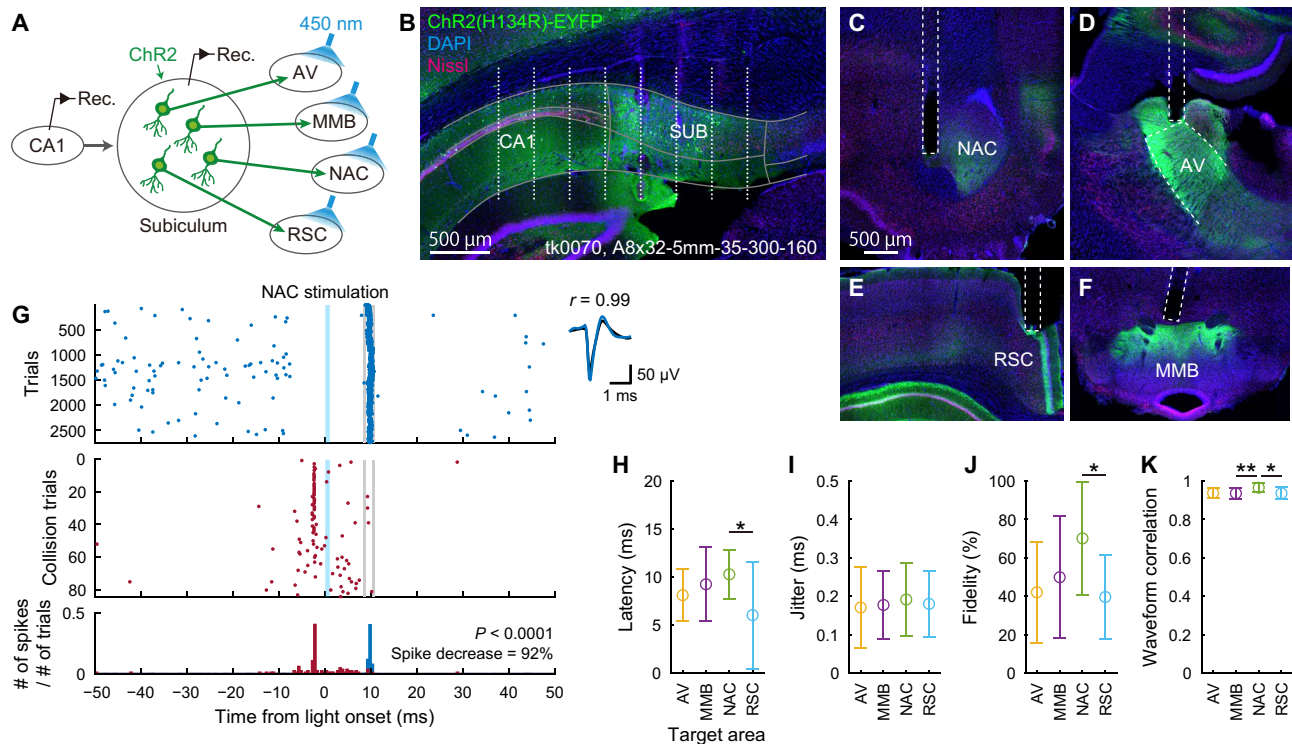 A
450 nm
ChR2
Rec.
AV
Rec.
MMB
CA1
NAC
Subiculum
RSC
B
ChR2(H134R)-EYFP
DAPI
Nissl
CA1
SUB
500 µm
tk0070, A8x32-5mm-35-300-160
C
NAC
500 µm
D
AV
E
RSC
F
MMB
G
NAC stimulation
Trials
500
1000
1500
2000
2500
r = 0.99
50 µV
1 ms
Collision trials
0
20
40
60
80
# of spikes
/ # of trials
0.5
0
P < 0.0001
Spike decrease = 92%
−50 −40 −30 −20 −10 0 10 20 30 40 50
Time from light onset (ms)
H
Latency (ms)
20
15
10
5
0
*
AV MMB NAC RSC
Target area
I
Jitter (ms)
0.5
0.4
0.3
0.2
0.1
0
AV MMB NAC RSC
J
Fidelity (%)
100
80
60
40
20
0
*
AV MMB NAC RSC
K
Waveform correlation
1
0.8
0.6
0.4
0.2
0
** *
AV MMB NAC RSC